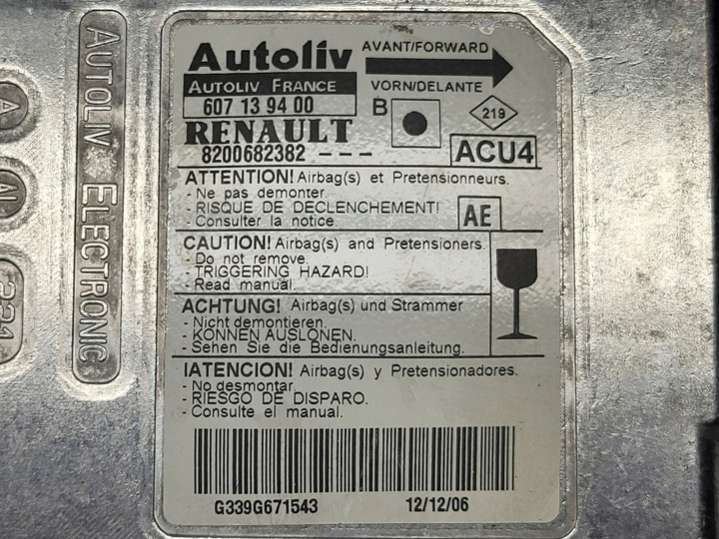 Autoliv
AVANT/FORWARD
AUTOLIV FRANCE
VORN/DELANTE
607 13 94 00
B
219
RENAULT
8200682382 - - -
ACU4
ATTENTION! Airbag(s) et Pretensionneurs.
- Ne pas demonter.
- RISQUE DE DECLENCHEMENT!
- Consulter la notice.
AE
CAUTION! Airbag(s) and Pretensioners.
- Do not remove.
- TRIGGERING HAZARD!
- Read manual.
ACHTUNG! Airbag(s) und Strammer
- Nicht demontieren.
- KONNEN AUSLONEN.
- Sehen Sie die Bedienungsanleitung.
!ATENCION! Airbag(s) y Pretensionadores.
- No desmontar.
- RIESGO DE DISPARO.
- Consulte el manual.
G339G671543
12/12/06
AUTOLIV ELECTRONIC
A